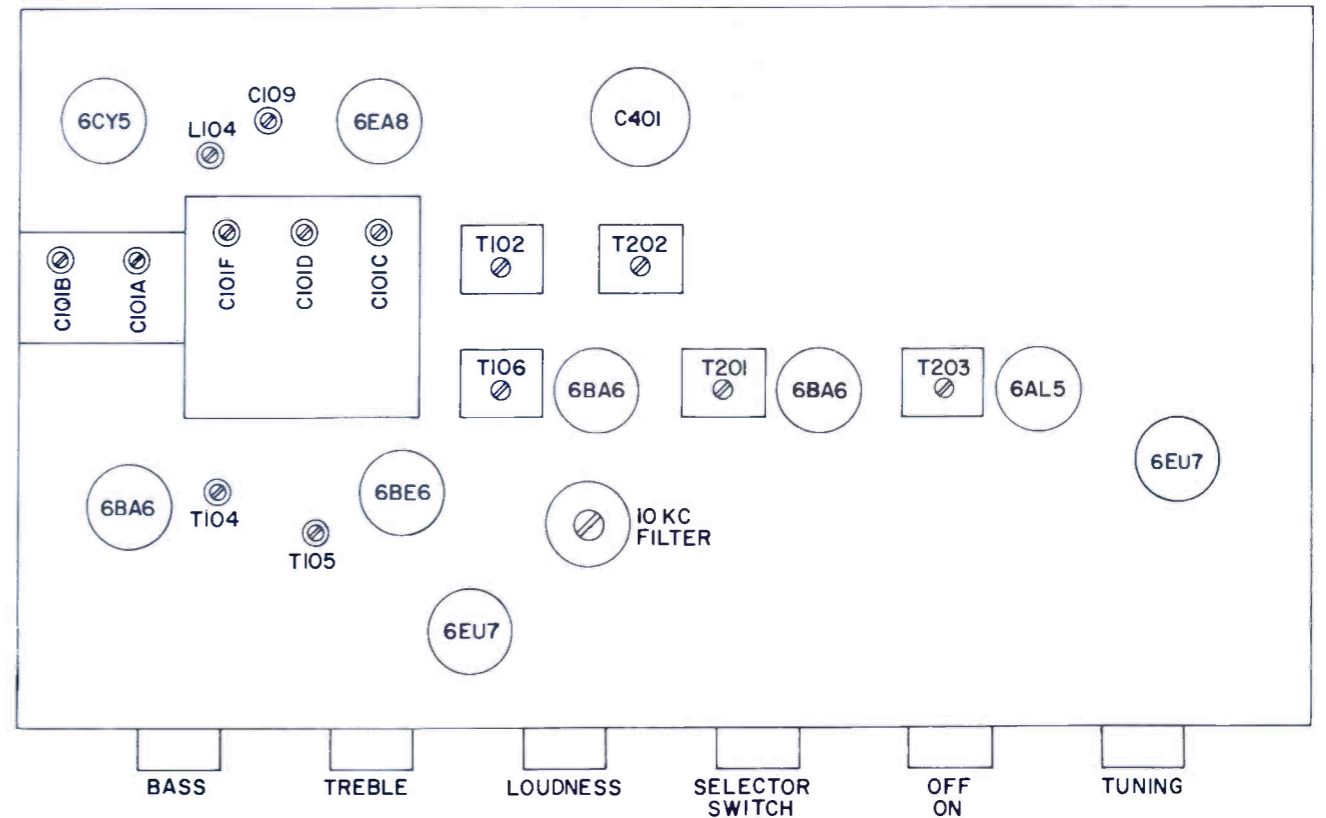 6CY5
C109
L104
6EA8
C401
C101B
C101A
C101F
C101D
C101C
T102
T202
T106
6BA6
T201
6BA6
T203
6AL5
6EU7
6BA6
T104
T105
6BE6
10 KC
FILTER
6EU7
BASS
TREBLE
LOUDNESS
SELECTOR
SWITCH
OFF
ON
TUNING